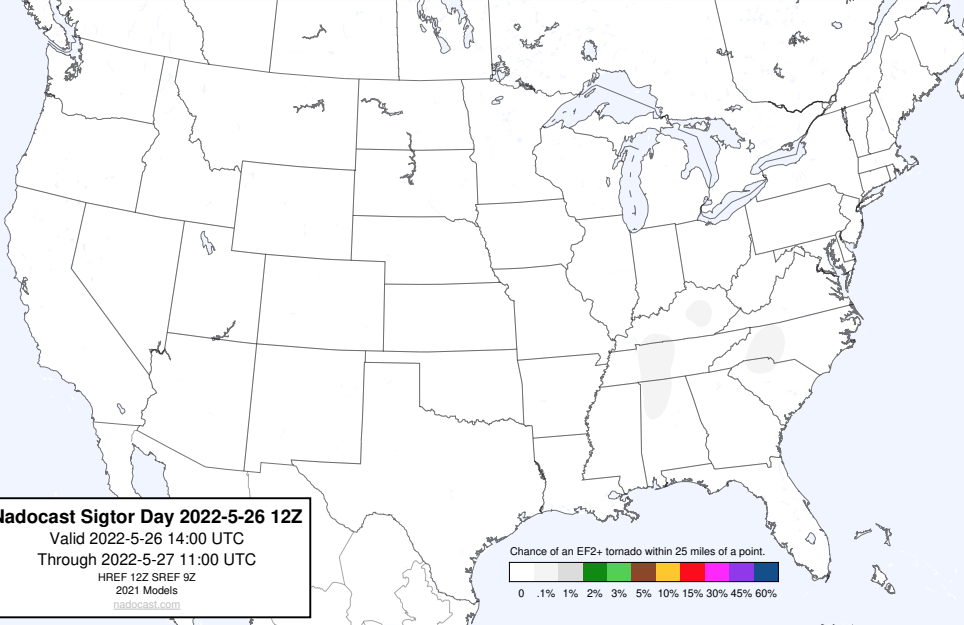 Nadocast Sigtor Day 2022-5-26 12Z
Valid 2022-5-26 14:00 UTC
Through 2022-5-27 11:00 UTC
HREF 12Z SREF 9Z
2021 Models
nadocast.com
Chance of an EF2+ tornado within 25 miles of a point.
0 .1% 1% 2% 3% 5% 10% 15% 30% 45% 60%